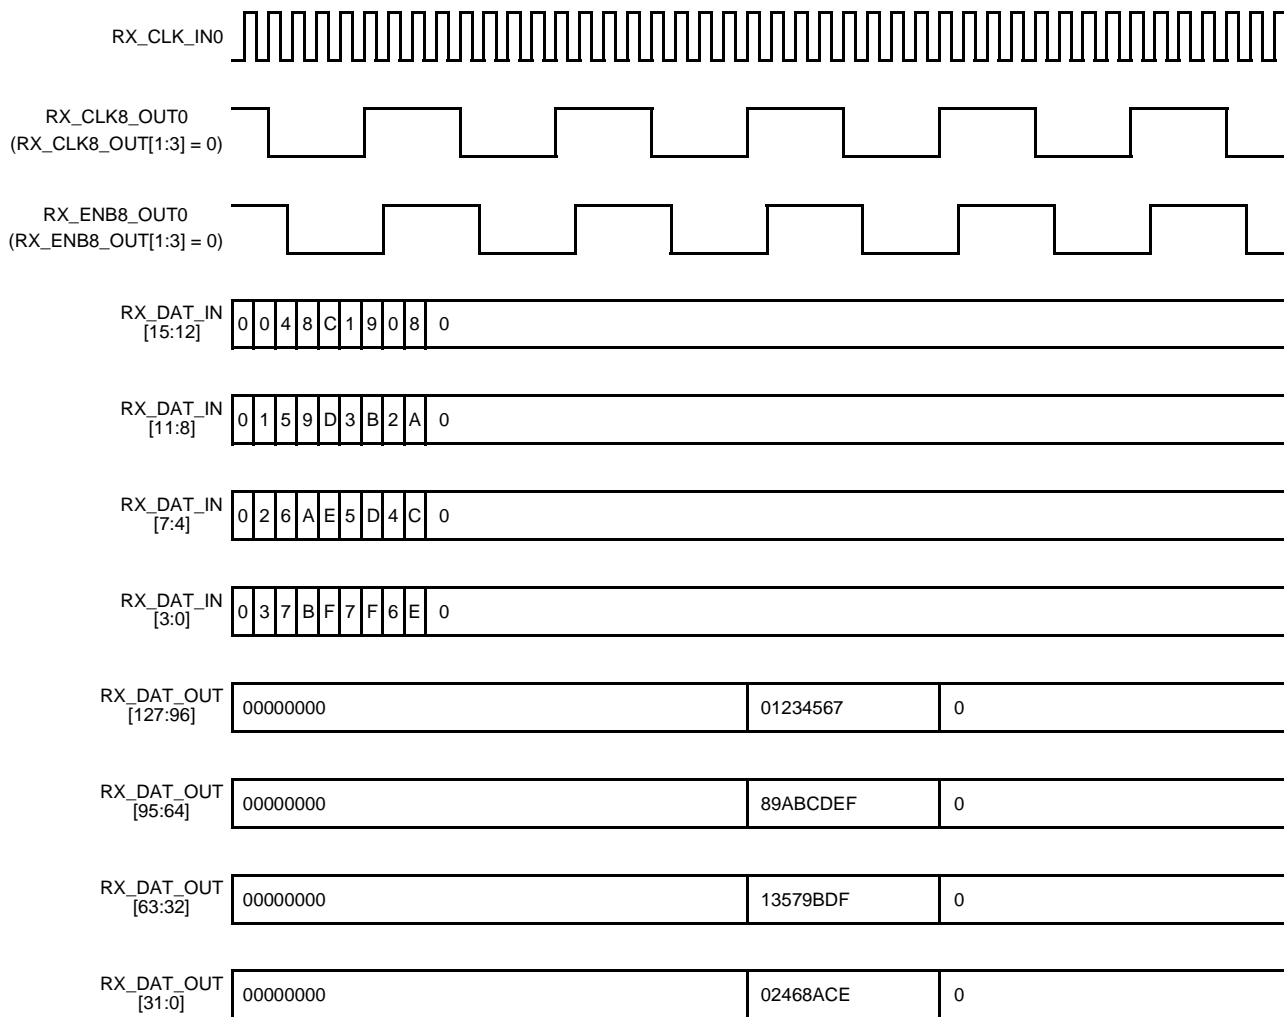 RX_CLK_IN0
RX_CLK8_OUT0
(RX_CLK8_OUT[1:3] = 0)
RX_ENB8_OUT0
(RX_ENB8_OUT[1:3] = 0)
RX_DAT_IN
[15:12]
0 0 4 8 C 1 9 0 8 0
RX_DAT_IN
[11:8]
0 1 5 9 D 3 B 2 A 0
RX_DAT_IN
[7:4]
0 2 6 A E 5 D 4 C 0
RX_DAT_IN
[3:0]
0 3 7 B F 7 F 6 E 0
RX_DAT_OUT
[127:96]
00000000 01234567 0
RX_DAT_OUT
[95:64]
00000000 89ABCDEF 0
RX_DAT_OUT
[63:32]
00000000 13579BDF 0
RX_DAT_OUT
[31:0]
00000000 02468ACE 0